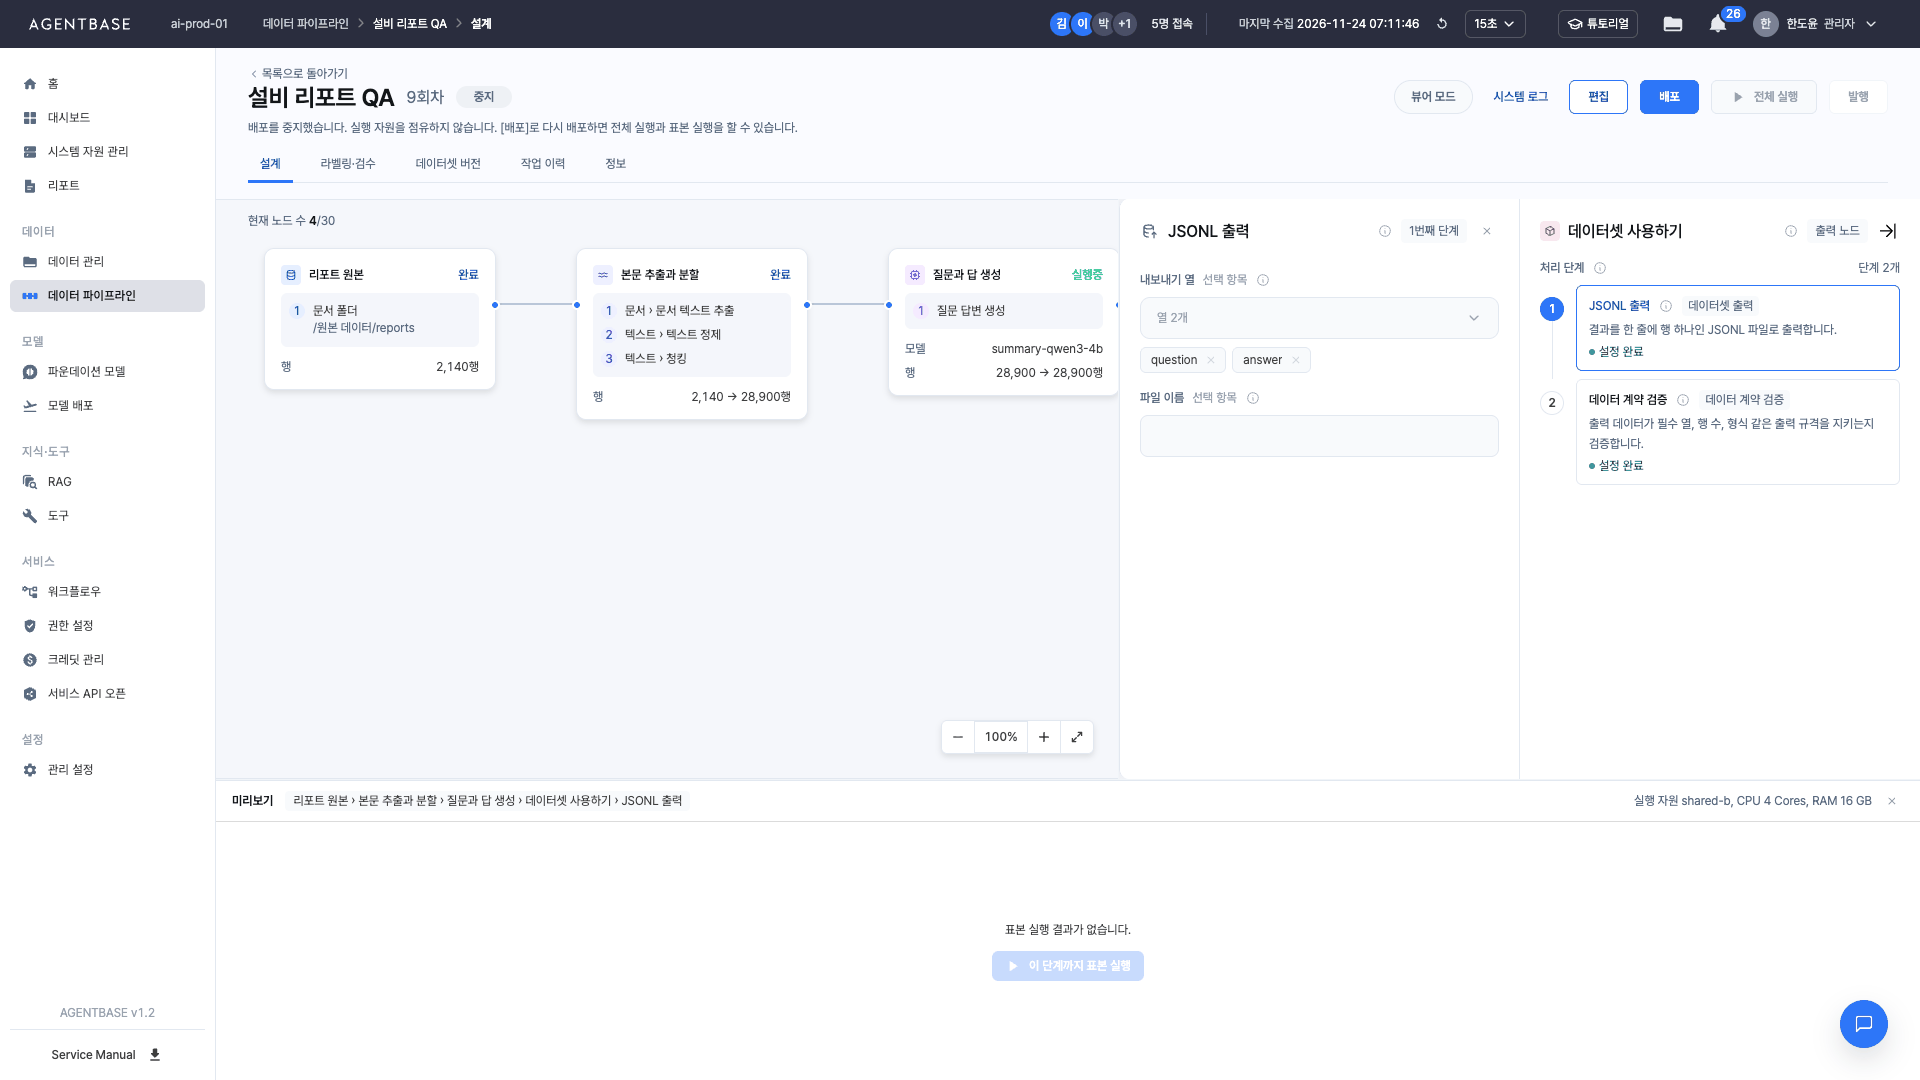 AGENTBASE
ai-prod-01
데이터 파이프라인 > 설비 리포트 QA > 설계
김 이 박 +1 5명 접속
마지막 수집 2026-11-24 07:11:46
15초
튜토리얼
26
한 한도윤 관리자
홈
대시보드
시스템 자원 관리
리포트
데이터
데이터 관리
데이터 파이프라인
모델
파운데이션 모델
모델 배포
지식·도구
RAG
도구
서비스
워크플로우
권한 설정
크레딧 관리
서비스 API 오픈
설정
관리 설정
AGENTBASE v1.2
Service Manual
목록으로 돌아가기
설비 리포트 QA 9회차 중지
배포를 중지했습니다. 실행 자원을 점유하지 않습니다. [배포]로 다시 배포하면 전체 실행과 표본 실행을 할 수 있습니다.
뷰어 모드 시스템 로그 편집 배포 전체 실행 발행
설계 라벨링·검수 데이터셋 버전 작업 이력 정보
현재 노드 수 4/30
리포트 원본 완료
1 문서 폴더
/원본 데이터/reports
행 2,140행
본문 추출과 분할 완료
1 문서 › 문서 텍스트 추출
2 텍스트 › 텍스트 정제
3 텍스트 › 청킹
행 2,140 → 28,900행
질문과 답 생성 실행중
1 질문 답변 생성
모델 summary-qwen3-4b
행 28,900 → 28,900행
100%
JSONL 출력 1번째 단계
내보내기 열 선택 항목
열 2개
question answer
파일 이름 선택 항목
데이터셋 사용하기 출력 노드
처리 단계 단계 2개
1 JSONL 출력 데이터셋 출력
결과를 한 줄에 행 하나인 JSONL 파일로 출력합니다.
설정 완료
2 데이터 계약 검증 데이터 계약 검증
출력 데이터가 필수 열, 행 수, 형식 같은 출력 규격을 지키는지
검증합니다.
설정 완료
미리보기 리포트 원본 › 본문 추출과 분할 › 질문과 답 생성 › 데이터셋 사용하기 › JSONL 출력
실행 자원 shared-b, CPU 4 Cores, RAM 16 GB
표본 실행 결과가 없습니다.
이 단계까지 표본 실행